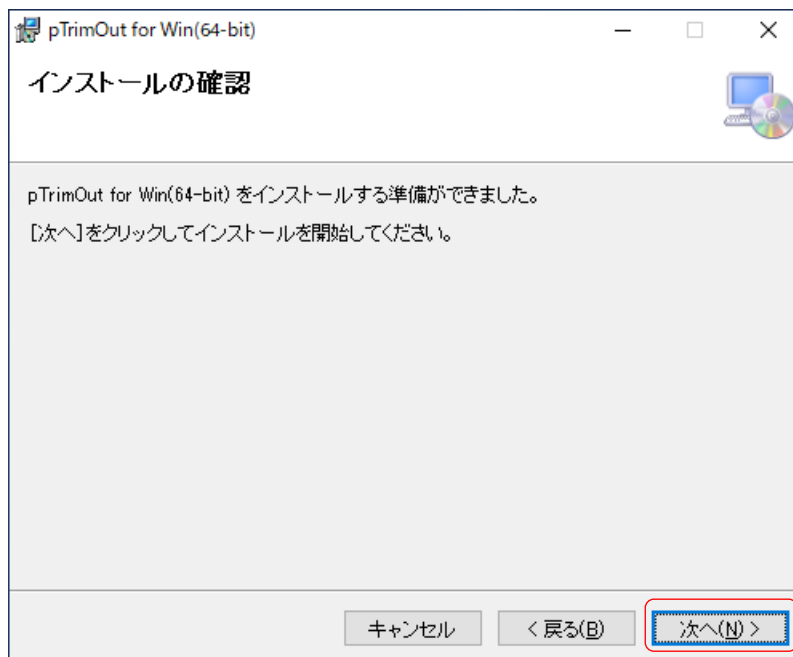 pTrimOut for Win(64-bit)
インストールの確認
pTrimOut for Win(64-bit) をインストールする準備ができました。
[次へ]をクリックしてインストールを開始してください。
キャンセル
< 戻る(B)
次へ(N) >